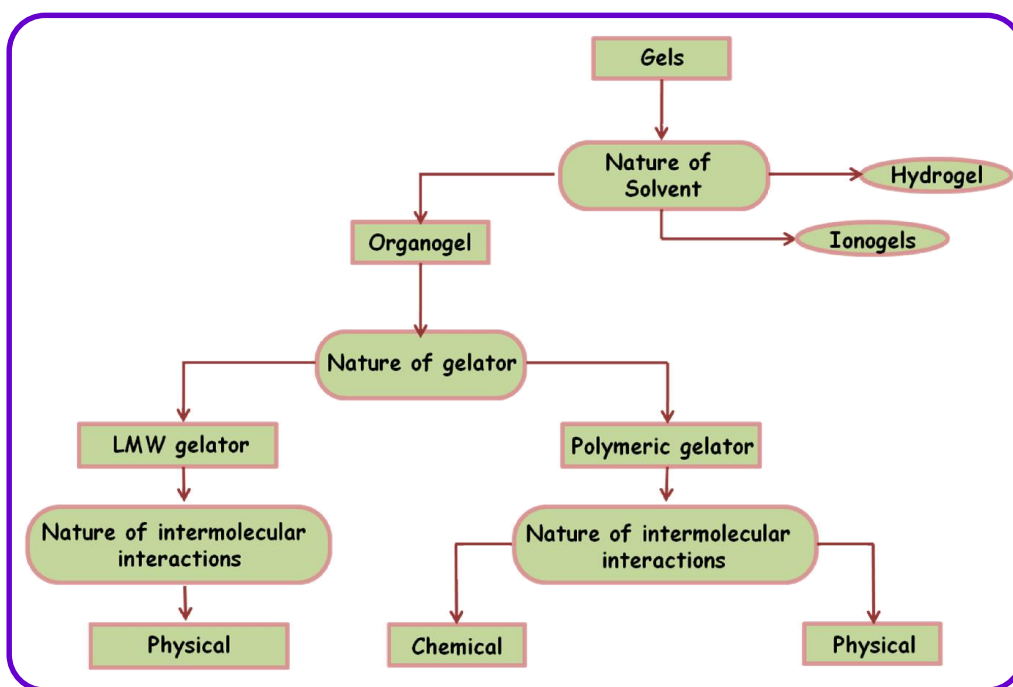 Gels
Nature of
Solvent
Hydrogel
Ionogels
Organogel
Nature of gelator
LMW gelator
Polymeric gelator
Nature of intermolecular
interactions
Nature of intermolecular
interactions
Physical
Chemical
Physical